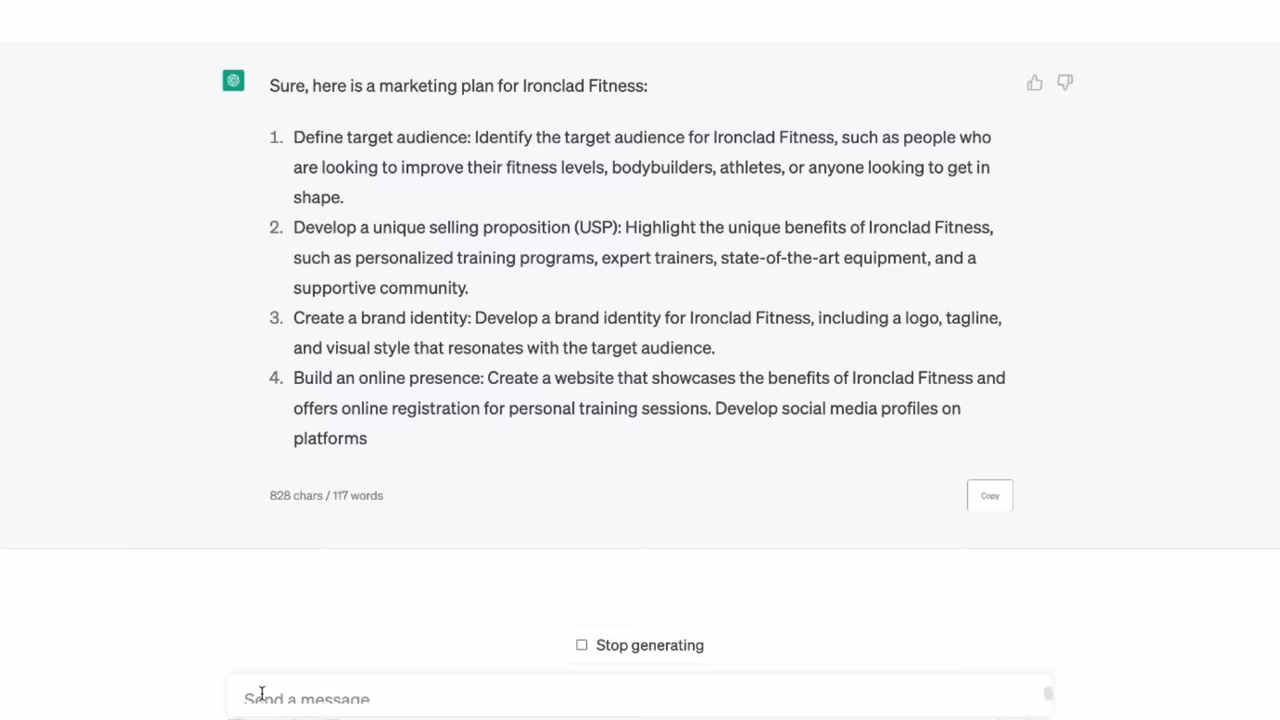 Sure, here is a marketing plan for Ironclad Fitness:
1. Define target audience: Identify the target audience for Ironclad Fitness, such as people who
are looking to improve their fitness levels, bodybuilders, athletes, or anyone looking to get in
shape.
2. Develop a unique selling proposition (USP): Highlight the unique benefits of Ironclad Fitness,
such as personalized training programs, expert trainers, state-of-the-art equipment, and a
supportive community.
3. Create a brand identity: Develop a brand identity for Ironclad Fitness, including a logo, tagline,
and visual style that resonates with the target audience.
4. Build an online presence: Create a website that showcases the benefits of Ironclad Fitness and
offers online registration for personal training sessions. Develop social media profiles on
platforms
828 chars / 117 words
Copy
Stop generating
Send a message